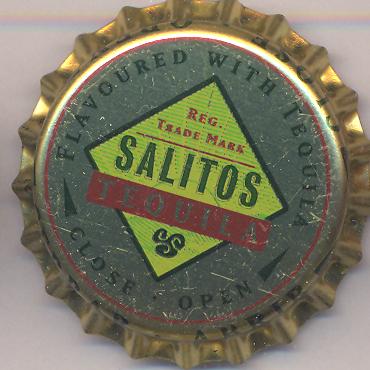 FLAVOURED WITH TEQUILA
REG.
TRADE MARK
SALITOS
TEQUILA
CLOSE · OPEN